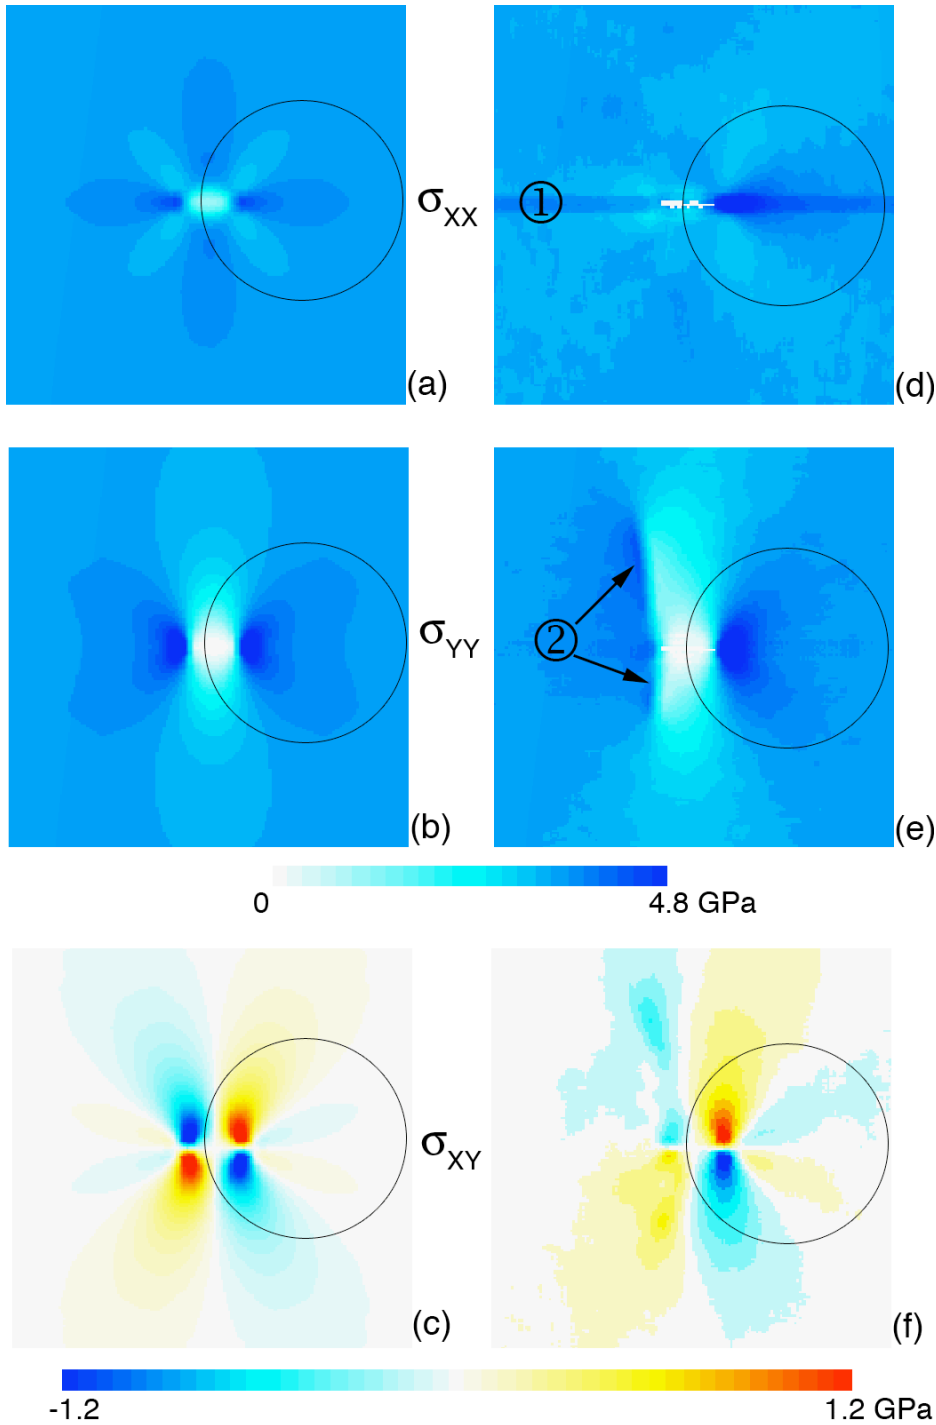 σXX
①
(a)
(d)
σYY
②
(b)
(e)
0
4.8 GPa
σXY
(c)
(f)
-1.2
1.2 GPa